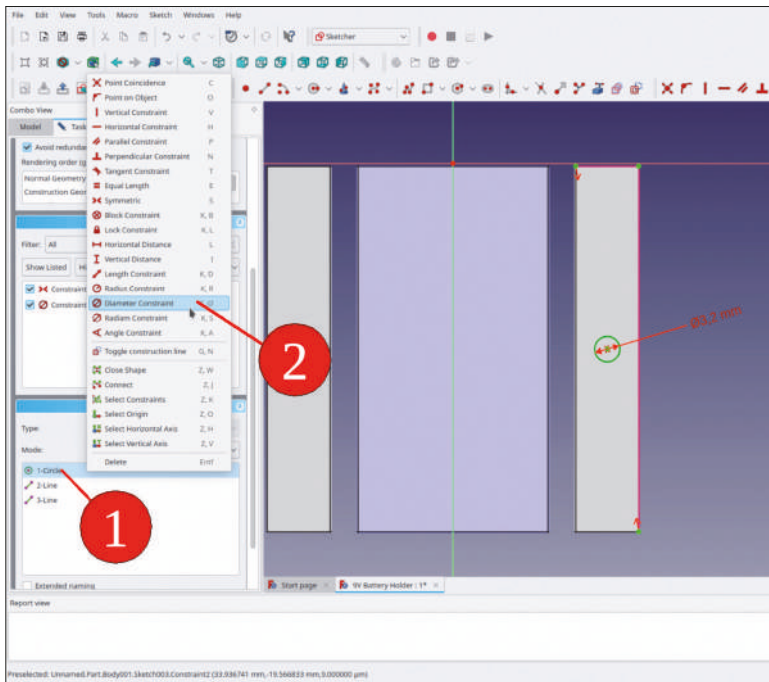 File Edit View Tools Macro Sketch Windows Help
Sketcher
Combo View
Model
Avoid redundan
Normal Geometry
Construction Geom
Filter: All
Show Listed
Constraint
Constraint
Type:
Mode:
1-Circle
2-Line
3-Line
Extended naming
Point Coincidence C
Point on Object O
Vertical Constraint V
Horizontal Constraint H
Parallel Constraint P
Perpendicular Constraint N
Tangent Constraint T
Equal Length E
Symmetric S
Block Constraint K, B
Lock Constraint K, L
Horizontal Distance L
Vertical Distance I
Length Constraint K, D
Radius Constraint K, R
Diameter Constraint
Radiam Constraint K, S
Angle Constraint K, A
Toggle construction line G, N
Close Shape Z, W
Connect Z, J
Select Constraints Z, K
Select Origin Z, O
Select Horizontal Axis Z, H
Select Vertical Axis Z, V
Delete Entf
1
2
Ø3,2 mm
Start page
9V Battery Holder : 1*
Report view
Preselected: Unnamed.Part.Body001.Sketch003.Constraint2 (33.936741 mm,-19.566833 mm,0.000000 µm)